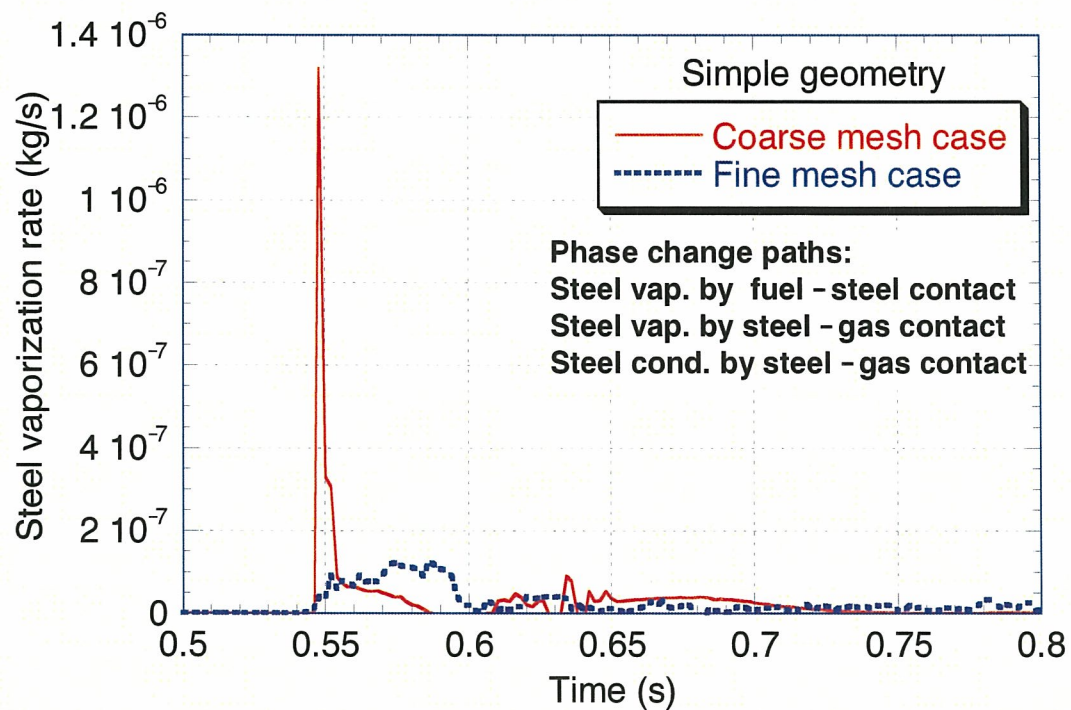 1.4 10⁻⁶
1.2 10⁻⁶
1 10⁻⁶
8 10⁻⁷
6 10⁻⁷
4 10⁻⁷
2 10⁻⁷
0
Steel vaporization rate (kg/s)
Simple geometry
Coarse mesh case
Fine mesh case
Phase change paths:
Steel vap. by fuel – steel contact
Steel vap. by steel – gas contact
Steel cond. by steel – gas contact
0.5 0.55 0.6 0.65 0.7 0.75 0.8
Time (s)